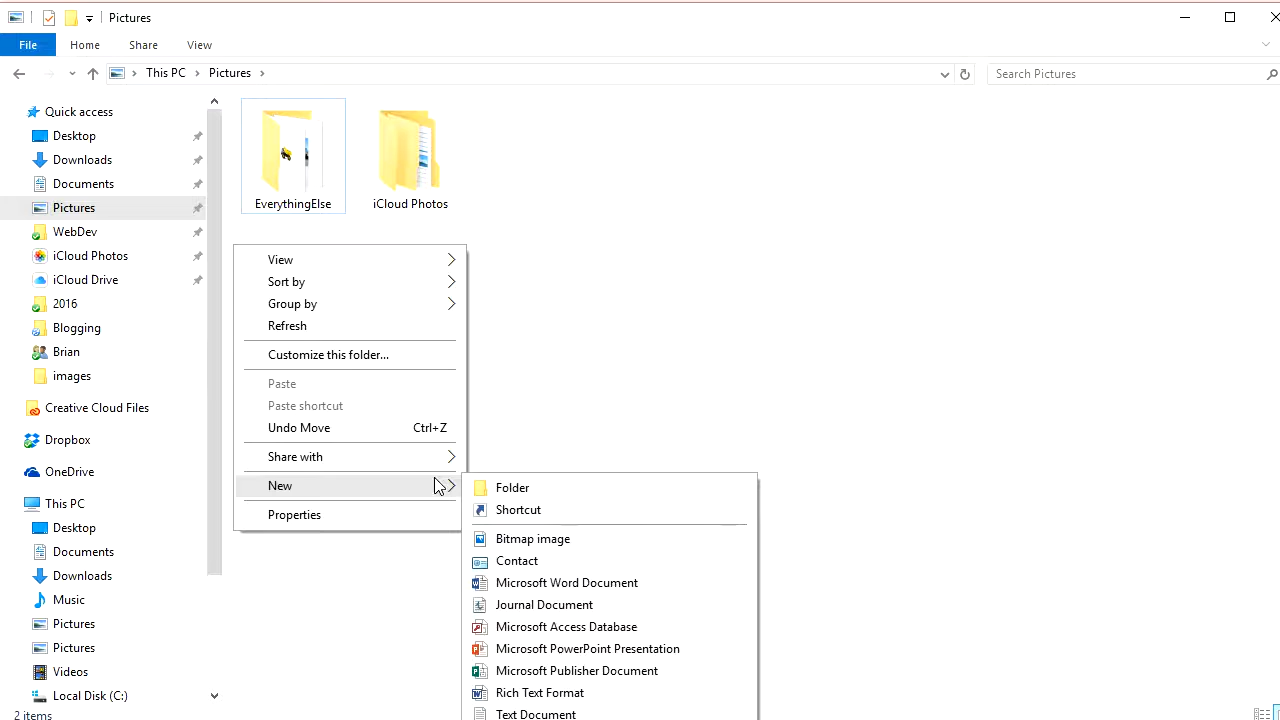 Pictures
File
Home
Share
View
This PC
Pictures
Search Pictures
Quick access
Desktop
Downloads
Documents
Pictures
WebDev
iCloud Photos
iCloud Drive
2016
Blogging
Brian
images
Creative Cloud Files
Dropbox
OneDrive
This PC
Desktop
Documents
Downloads
Music
Pictures
Pictures
Videos
Local Disk (C:)
2 items
EverythingElse
iCloud Photos
View
Sort by
Group by
Refresh
Customize this folder...
Paste
Paste shortcut
Undo Move Ctrl+Z
Share with
New
Properties
Folder
Shortcut
Bitmap image
Contact
Microsoft Word Document
Journal Document
Microsoft Access Database
Microsoft PowerPoint Presentation
Microsoft Publisher Document
Rich Text Format
Text Document